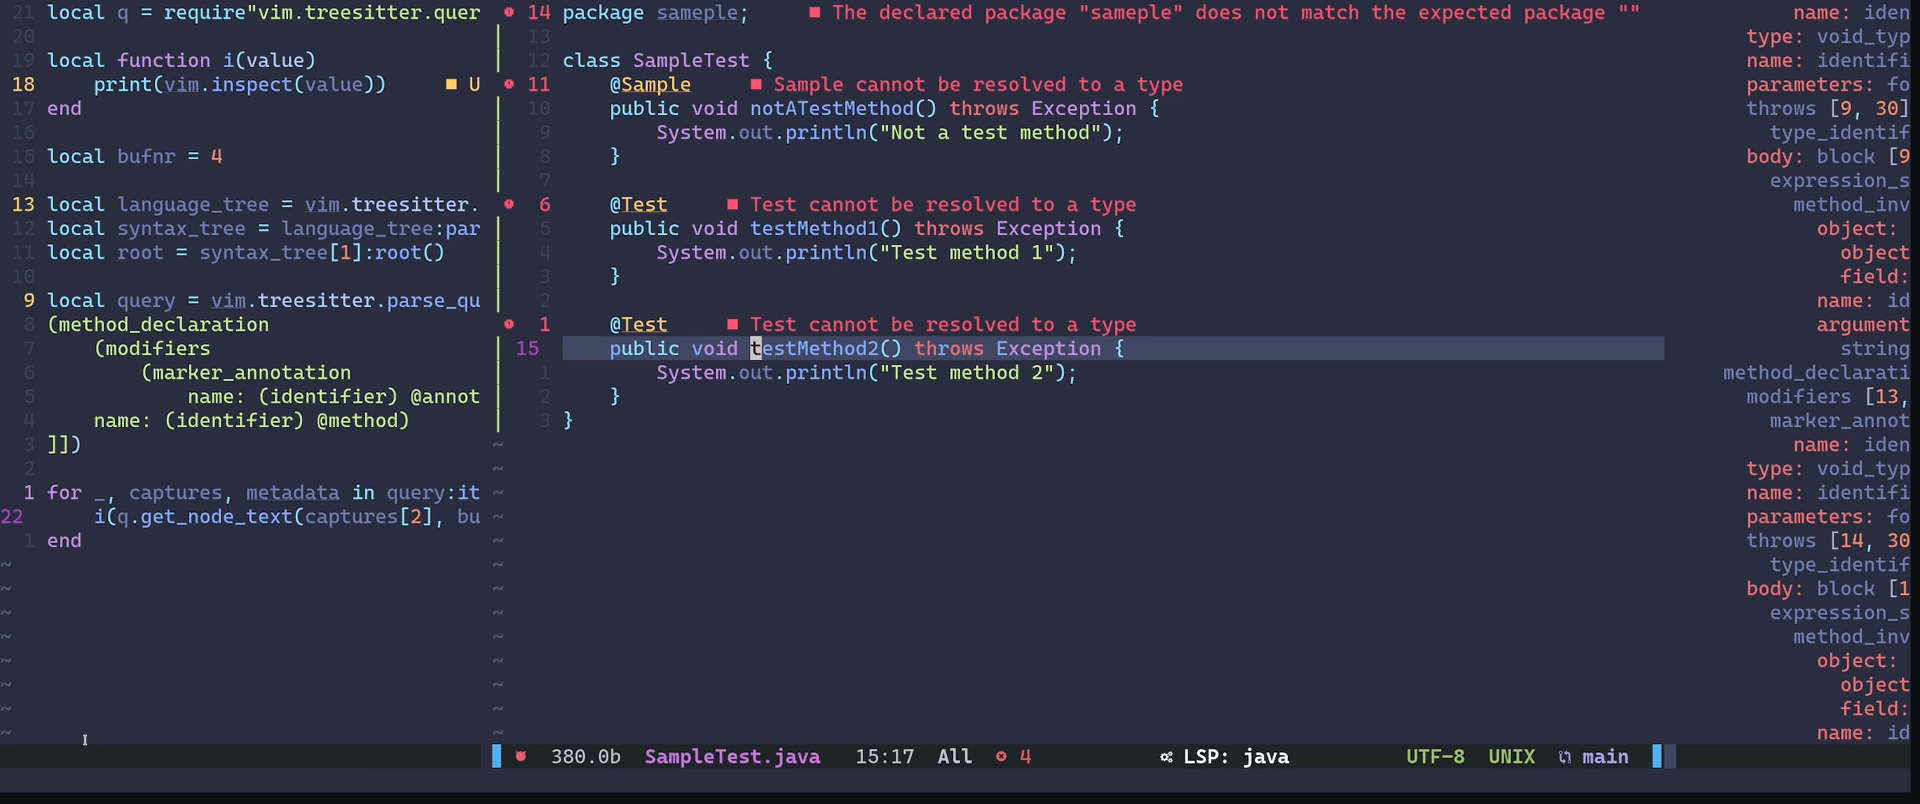 21 local q = require"vim.treesitter.quer
20
19 local function i(value)
18     print(vim.inspect(value))     ■ U
17 end
16
15 local bufnr = 4
14
13 local language_tree = vim.treesitter.
12 local syntax_tree = language_tree:par
11 local root = syntax_tree[1]:root()
10
9 local query = vim.treesitter.parse_qu
8 (method_declaration
7     (modifiers
6         (marker_annotation
5             name: (identifier) @annot
4     name: (identifier) @method)
3 ]])
2
1 for _, captures, metadata in query:it
22     i(q.get_node_text(captures[2], bu
1 end
~
~
~
~
~
~
~
~
14 package sameple;     ■ The declared package "sameple" does not match the expected package ""
13
12 class SampleTest {
11     @Sample     ■ Sample cannot be resolved to a type
10     public void notATestMethod() throws Exception {
9         System.out.println("Not a test method");
8     }
7
6     @Test     ■ Test cannot be resolved to a type
5     public void testMethod1() throws Exception {
4         System.out.println("Test method 1");
3     }
2
1     @Test     ■ Test cannot be resolved to a type
15     public void testMethod2() throws Exception {
1         System.out.println("Test method 2");
2     }
3 }
~
~
~
~
~
~
~
~
~
~
~
~
~
name: iden
type: void_typ
name: identifi
parameters: fo
throws [9, 30]
type_identif
body: block [9
expression_s
method_inv
object:
object
field:
name: id
argument
string
method_declarati
modifiers [13,
marker_annot
name: iden
type: void_typ
name: identifi
parameters: fo
throws [14, 30
type_identif
body: block [1
expression_s
method_inv
object:
object
field:
name: id
380.0b SampleTest.java 15:17 All 4 LSP: java UTF-8 UNIX main